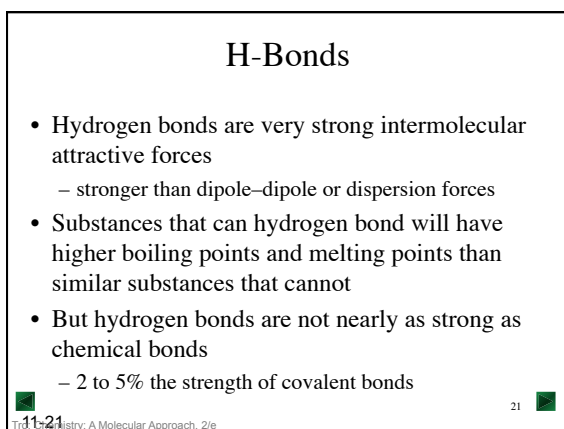 H-Bonds
• Hydrogen bonds are very strong intermolecular
attractive forces
– stronger than dipole–dipole or dispersion forces
• Substances that can hydrogen bond will have
higher boiling points and melting points than
similar substances that cannot
• But hydrogen bonds are not nearly as strong as
chemical bonds
– 2 to 5% the strength of covalent bonds
21
11-21
Tro: Chemistry: A Molecular Approach, 2/e